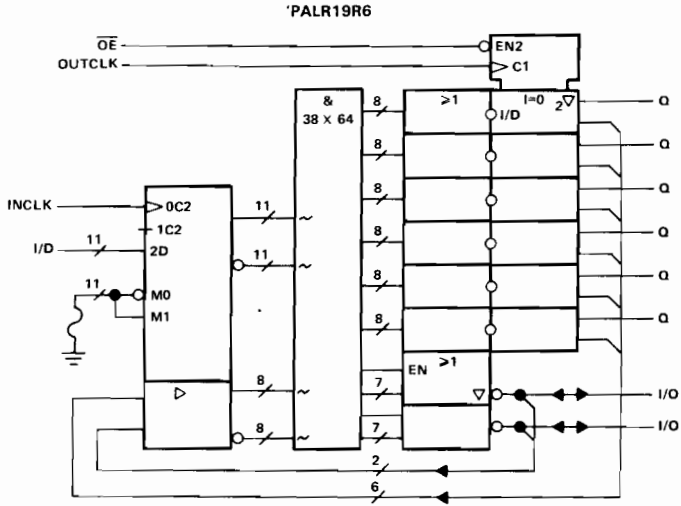 'PALR19R6
OE
OUTCLK
EN2
C1
&
38 × 64
8
≥1
I=0
2▽
Q
I/D
8
Q
8
Q
8
Q
8
Q
8
Q
INCLK
0C2
1C2
I/D
11
2D
11
M0
M1
11
~
11
~
▷
8
~
8
~
7
EN
≥1
▽
I/O
7
I/O
2
6